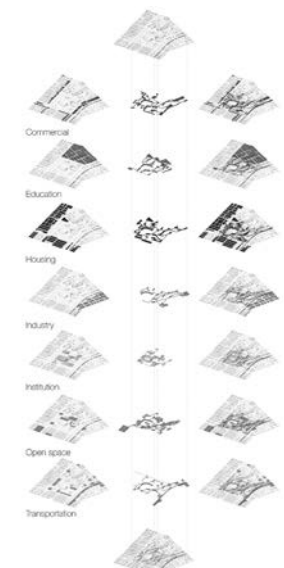 Commercial
Education
Housing
Industry
Institution
Open space
Transportation